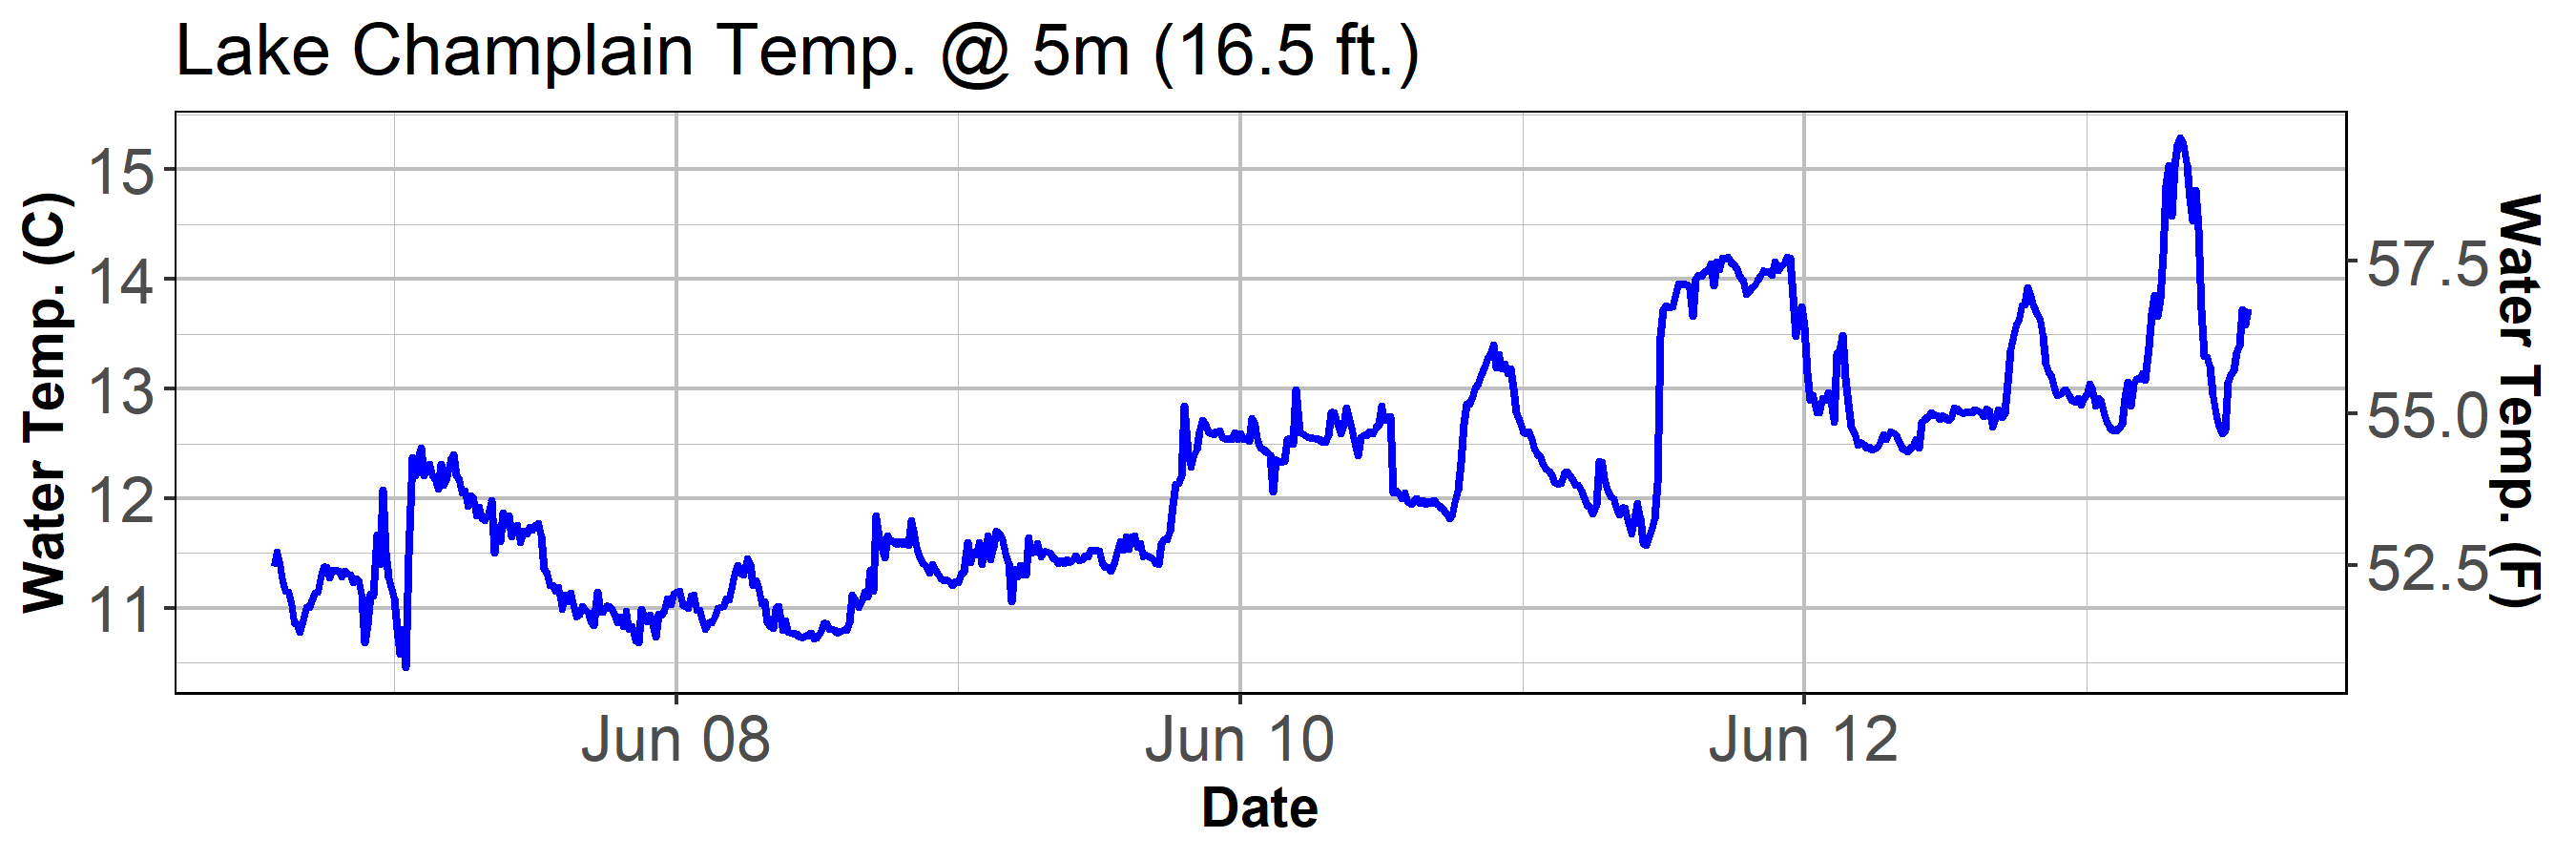 Lake Champlain Temp. @ 5m (16.5 ft.)
Water Temp. (C)
15
14
13
12
11
57.5
55.0
52.5
Water Temp. (F)
Jun 08 Jun 10 Jun 12
Date